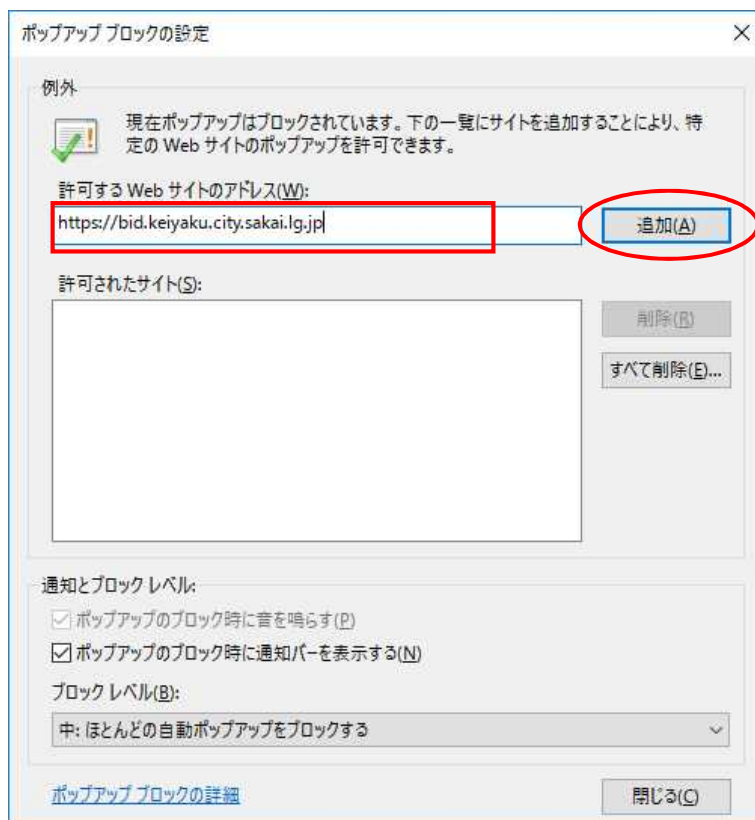 ポップアップ ブロックの設定
例外
現在ポップアップはブロックされています。下の一覧にサイトを追加することにより、特
定の Web サイトのポップアップを許可できます。
許可する Web サイトのアドレス(W):
https://bid.keiyaku.city.sakai.lg.jp
追加(A)
許可されたサイト(S):
削除(R)
すべて削除(E)...
通知とブロック レベル:
ポップアップのブロック時に音を鳴らす(P)
ポップアップのブロック時に通知バーを表示する(N)
ブロック レベル(B):
中: ほとんどの自動ポップアップをブロックする
ポップアップ ブロックの詳細
閉じる(C)